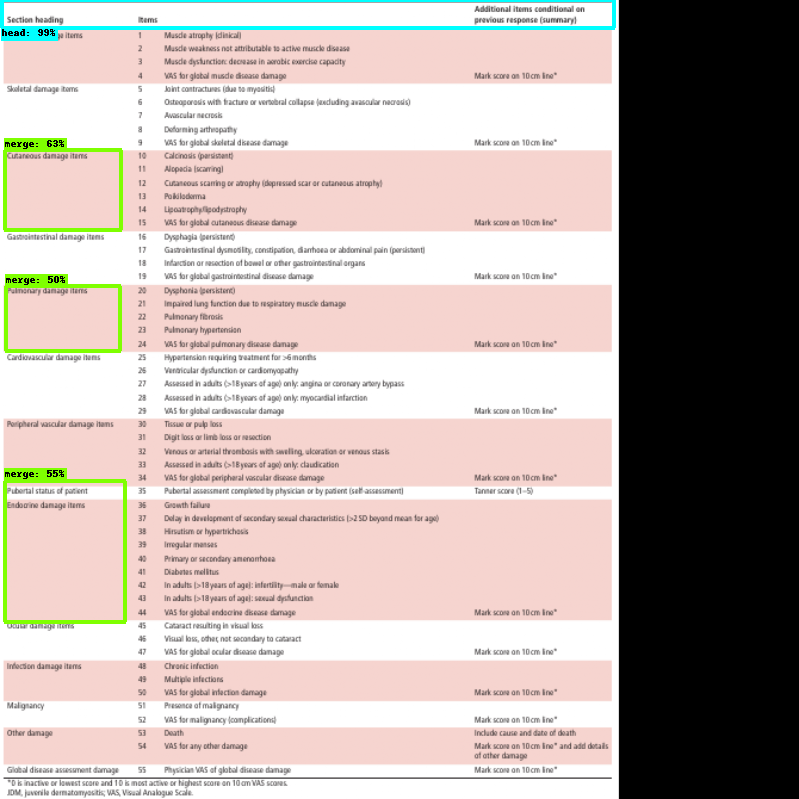 Additional items conditional on
Section heading Items previous response (summary)
head: 99%
items 1 Muscle atrophy (clinical)
2 Muscle weakness not attributable to active muscle disease
3 Muscle dysfunction: decrease in aerobic exercise capacity
4 VAS for global muscle disease damage Mark score on 10 cm line*
Skeletal damage items 5 Joint contractures (due to myositis)
6 Osteoporosis with fracture or vertebral collapse (excluding avascular necrosis)
7 Avascular necrosis
8 Deforming arthropathy
9 VAS for global skeletal disease damage Mark score on 10 cm line*
merge: 63%
Cutaneous damage items 10 Calcinosis (persistent)
11 Alopecia (scarring)
12 Cutaneous scarring or atrophy (depressed scar or cutaneous atrophy)
13 Poikiloderma
14 Lipoatrophy/lipodystrophy
15 VAS for global cutaneous disease damage Mark score on 10 cm line*
Gastrointestinal damage items 16 Dysphagia (persistent)
17 Gastrointestinal dysmotility, constipation, diarrhoea or abdominal pain (persistent)
18 Infarction or resection of bowel or other gastrointestinal organs
19 VAS for global gastrointestinal disease damage Mark score on 10 cm line*
merge: 50%
Pulmonary damage items 20 Dysphonia (persistent)
21 Impaired lung function due to respiratory muscle damage
22 Pulmonary fibrosis
23 Pulmonary hypertension
24 VAS for global pulmonary disease damage Mark score on 10 cm line*
Cardiovascular damage items 25 Hypertension requiring treatment for >6 months
26 Ventricular dysfunction or cardiomyopathy
27 Assessed in adults (>18 years of age) only: angina or coronary artery bypass
28 Assessed in adults (>18 years of age) only: myocardial infarction
29 VAS for global cardiovascular damage Mark score on 10 cm line*
Peripheral vascular damage items 30 Tissue or pulp loss
31 Digit loss or limb loss or resection
32 Venous or arterial thrombosis with swelling, ulceration or venous stasis
33 Assessed in adults (>18 years of age) only: claudication
34 VAS for global peripheral vascular disease damage Mark score on 10 cm line*
merge: 55%
Pubertal status of patient 35 Pubertal assessment completed by physician or by patient (self-assessment) Tanner score (1–5)
Endocrine damage items 36 Growth failure
37 Delay in development of secondary sexual characteristics (>2 SD beyond mean for age)
38 Hirsutism or hypertrichosis
39 Irregular menses
40 Primary or secondary amenorrhoea
41 Diabetes mellitus
42 In adults (>18 years of age): infertility—male or female
43 In adults (>18 years of age): sexual dysfunction
44 VAS for global endocrine disease damage Mark score on 10 cm line*
Ocular damage items 45 Cataract resulting in visual loss
46 Visual loss, other, not secondary to cataract
47 VAS for global ocular disease damage Mark score on 10 cm line*
Infection damage items 48 Chronic infection
49 Multiple infections
50 VAS for global infection damage Mark score on 10 cm line*
Malignancy 51 Presence of malignancy
52 VAS for malignancy (complications) Mark score on 10 cm line*
Other damage 53 Death Include cause and date of death
54 VAS for any other damage Mark score on 10 cm line* and add details
of other damage
Global disease assessment damage 55 Physician VAS of global disease damage Mark score on 10 cm line*
*0 is inactive or lowest score and 10 is most active or highest score on 10 cm VAS scores.
JDM, juvenile dermatomyositis; VAS, Visual Analogue Scale.